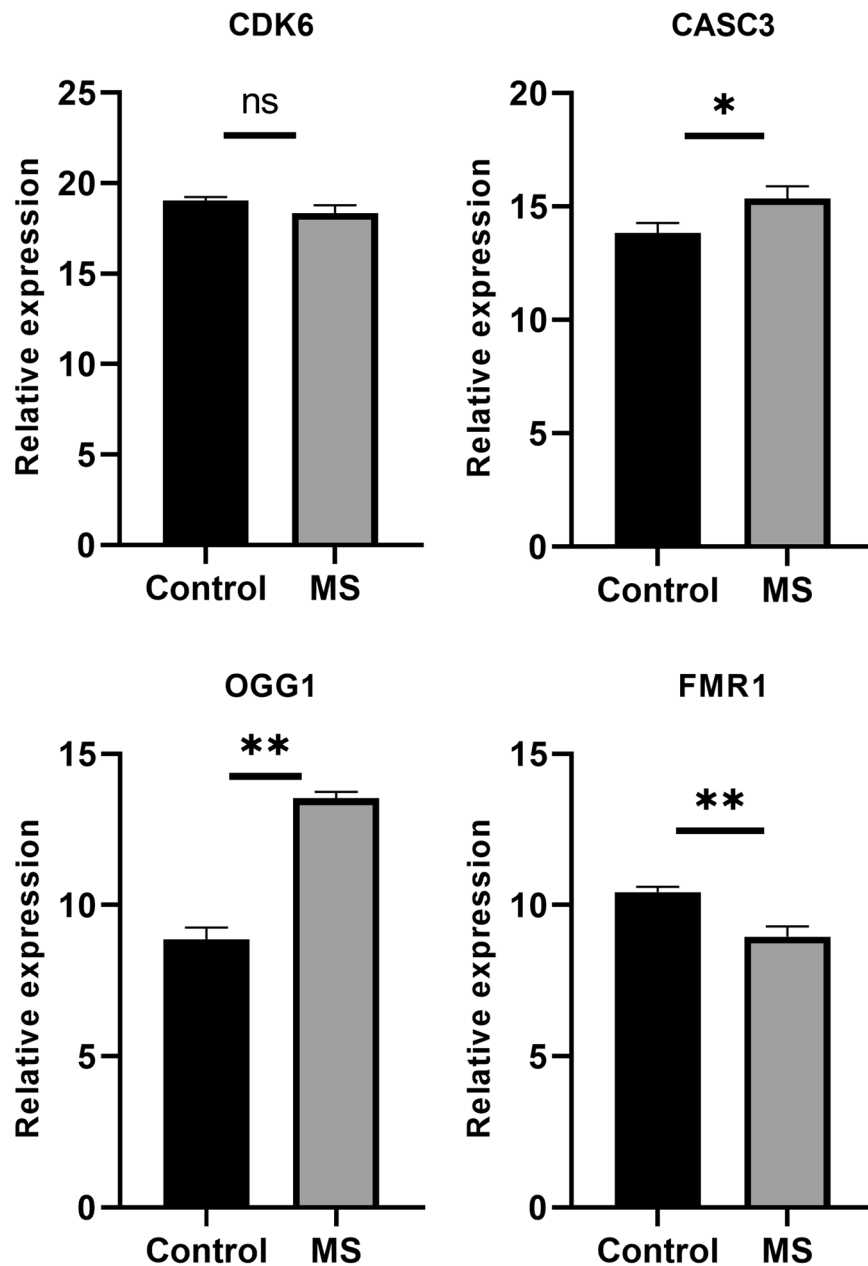 CDK6
Relative expression
25
20
15
10
5
0
ns
Control MS
CASC3
Relative expression
20
15
10
5
0
*
Control MS
OGG1
Relative expression
15
10
5
0
**
Control MS
FMR1
Relative expression
15
10
5
0
**
Control MS